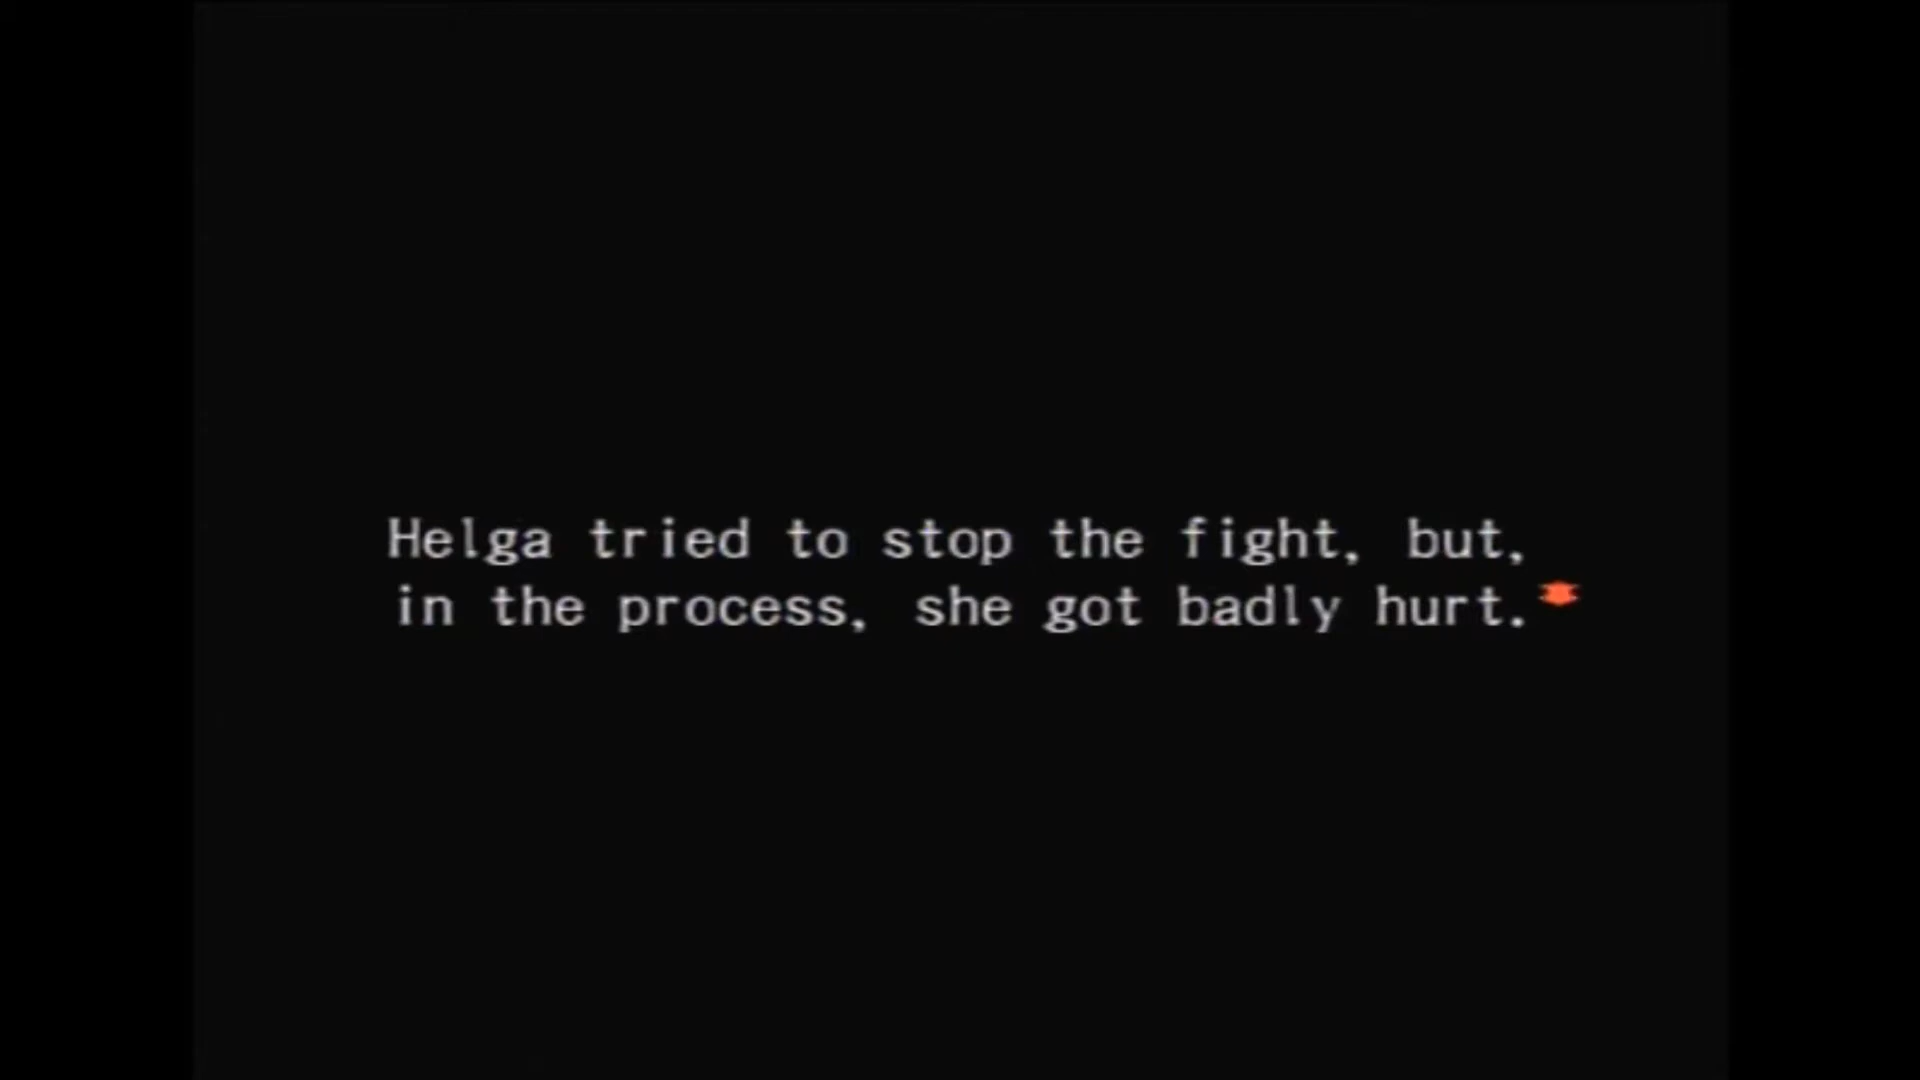 Helga tried to stop the fight, but,
in the process, she got badly hurt.